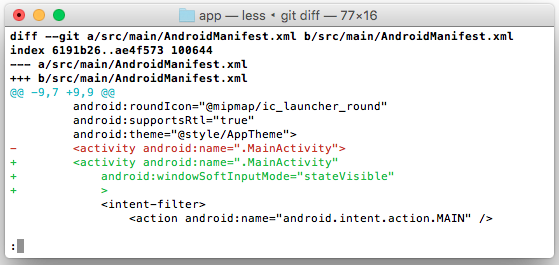 app — less ◂ git diff — 77×16
diff --git a/src/main/AndroidManifest.xml b/src/main/AndroidManifest.xml
index 6191b26..ae4f573 100644
--- a/src/main/AndroidManifest.xml
+++ b/src/main/AndroidManifest.xml
@@ -9,7 +9,9 @@
         android:roundIcon="@mipmap/ic_launcher_round"
         android:supportsRtl="true"
         android:theme="@style/AppTheme">
-        <activity android:name=".MainActivity">
+        <activity android:name=".MainActivity"
+            android:windowSoftInputMode="stateVisible"
+            >
             <intent-filter>
                 <action android:name="android.intent.action.MAIN" />
: